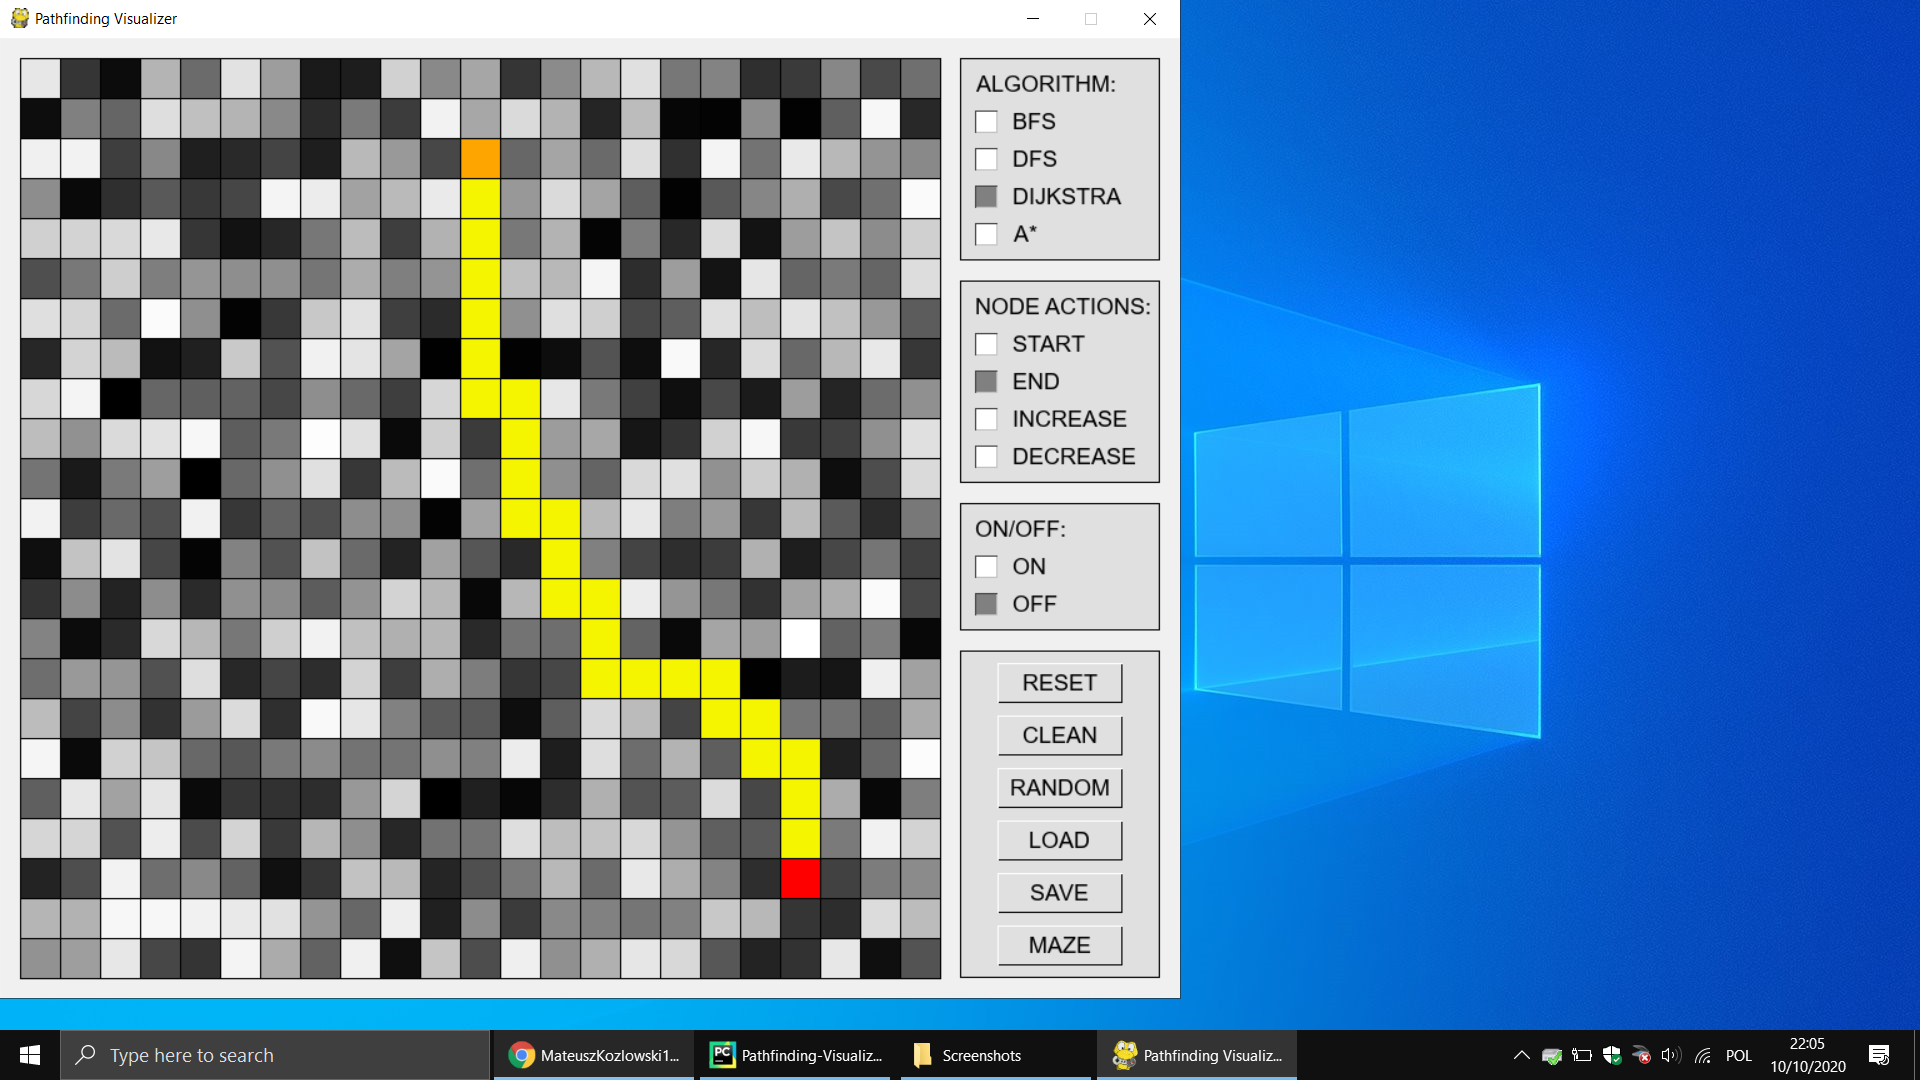 Pathfinding Visualizer
ALGORITHM:
BFS
DFS
DIJKSTRA
A*
NODE ACTIONS:
START
END
INCREASE
DECREASE
ON/OFF:
ON
OFF
RESET
CLEAN
RANDOM
LOAD
SAVE
MAZE
Type here to search
PC
MateuszKozlowski1...
Pathfinding-Visualiz...
Screenshots
Pathfinding Visualiz...
POL
22:05
10/10/2020